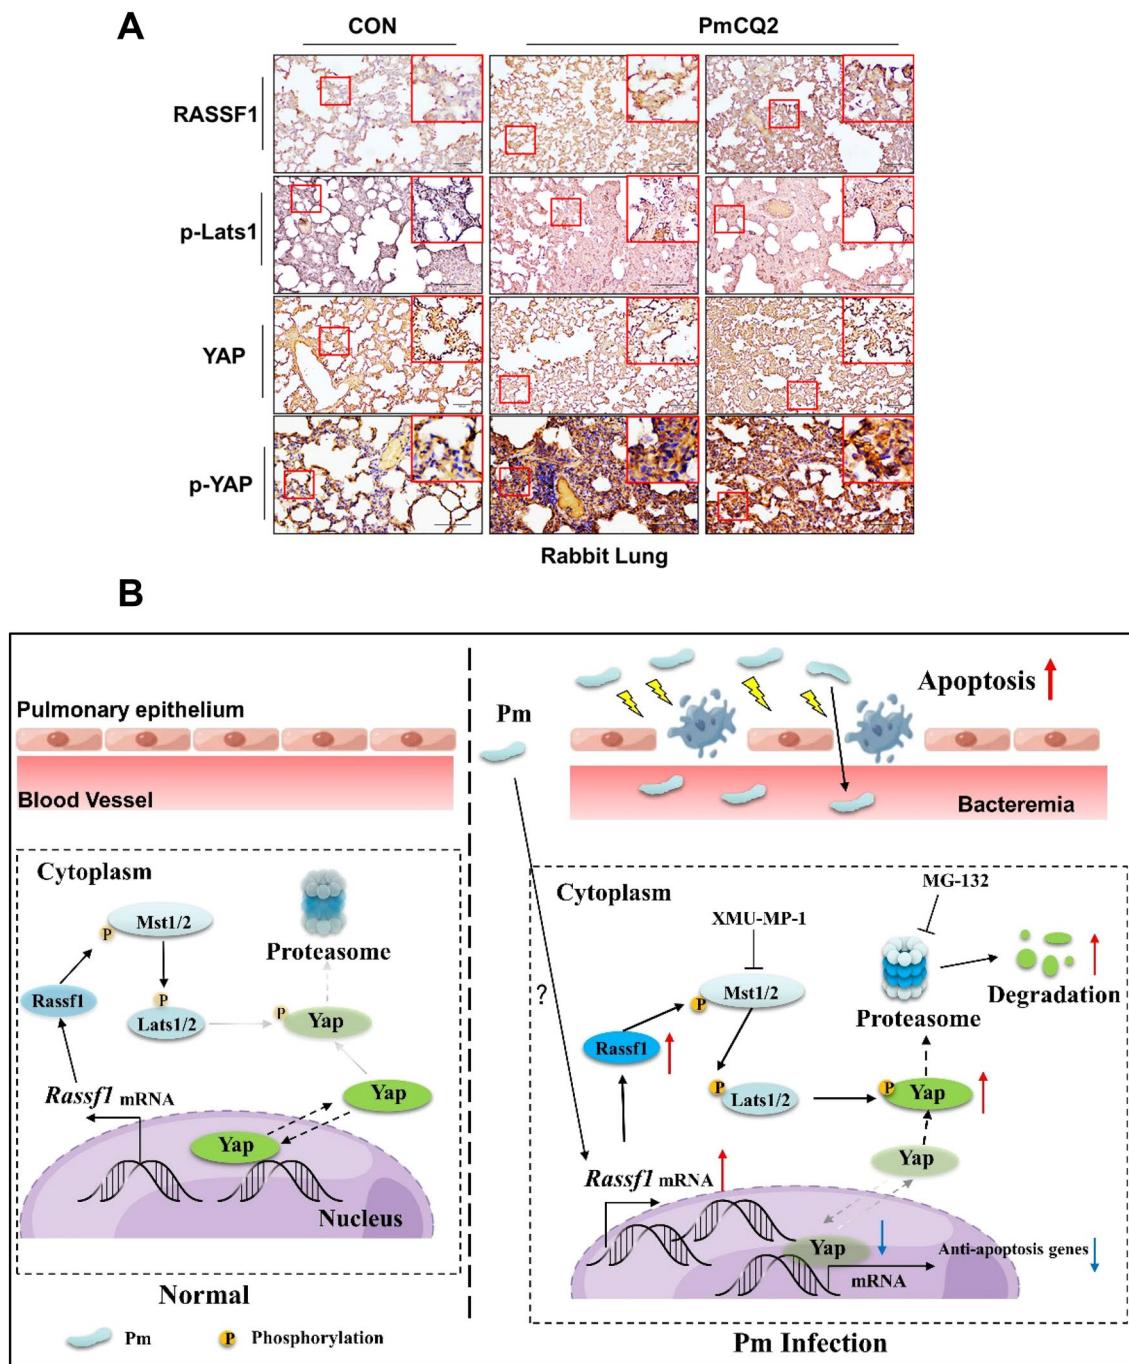 A
CON
PmCQ2
RASSF1
p-Lats1
YAP
p-YAP
Rabbit Lung
B
Pulmonary epithelium
Blood Vessel
Cytoplasm
P
Mst1/2
Proteasome
Rassf1
P
Lats1/2
P
Yap
Rassf1 mRNA
Yap
Yap
Nucleus
Normal
Pm
P
Phosphorylation
Pm
Apoptosis
Bacteremia
?
Cytoplasm
MG-132
XMU-MP-1
P
Mst1/2
Proteasome
Degradation
Rassf1
P
Lats1/2
P
Yap
Yap
Rassf1 mRNA
Yap
mRNA
Anti-apoptosis genes
Pm Infection